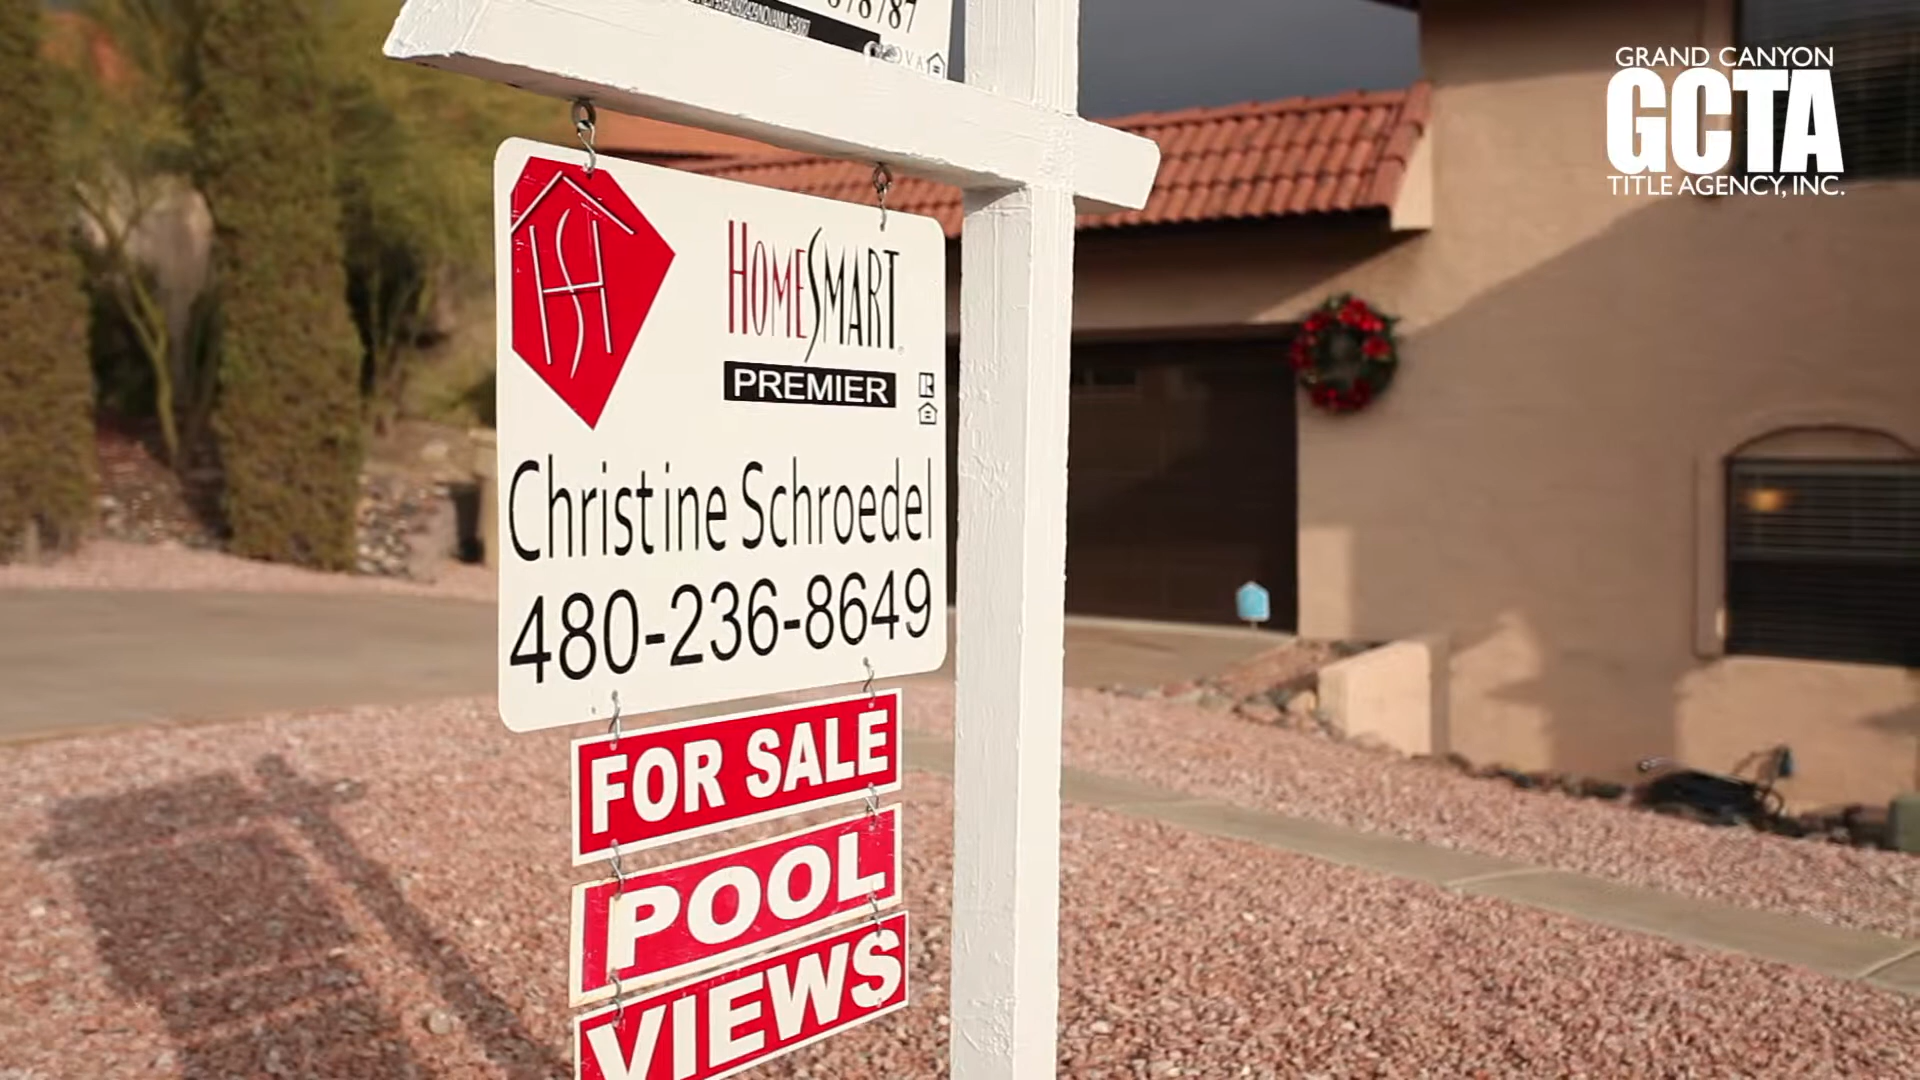 GRAND CANYON
GCTA
TITLE AGENCY, INC.
HOMESMART
PREMIER
Christine Schroedel
480-236-8649
FOR SALE
POOL
VIEWS